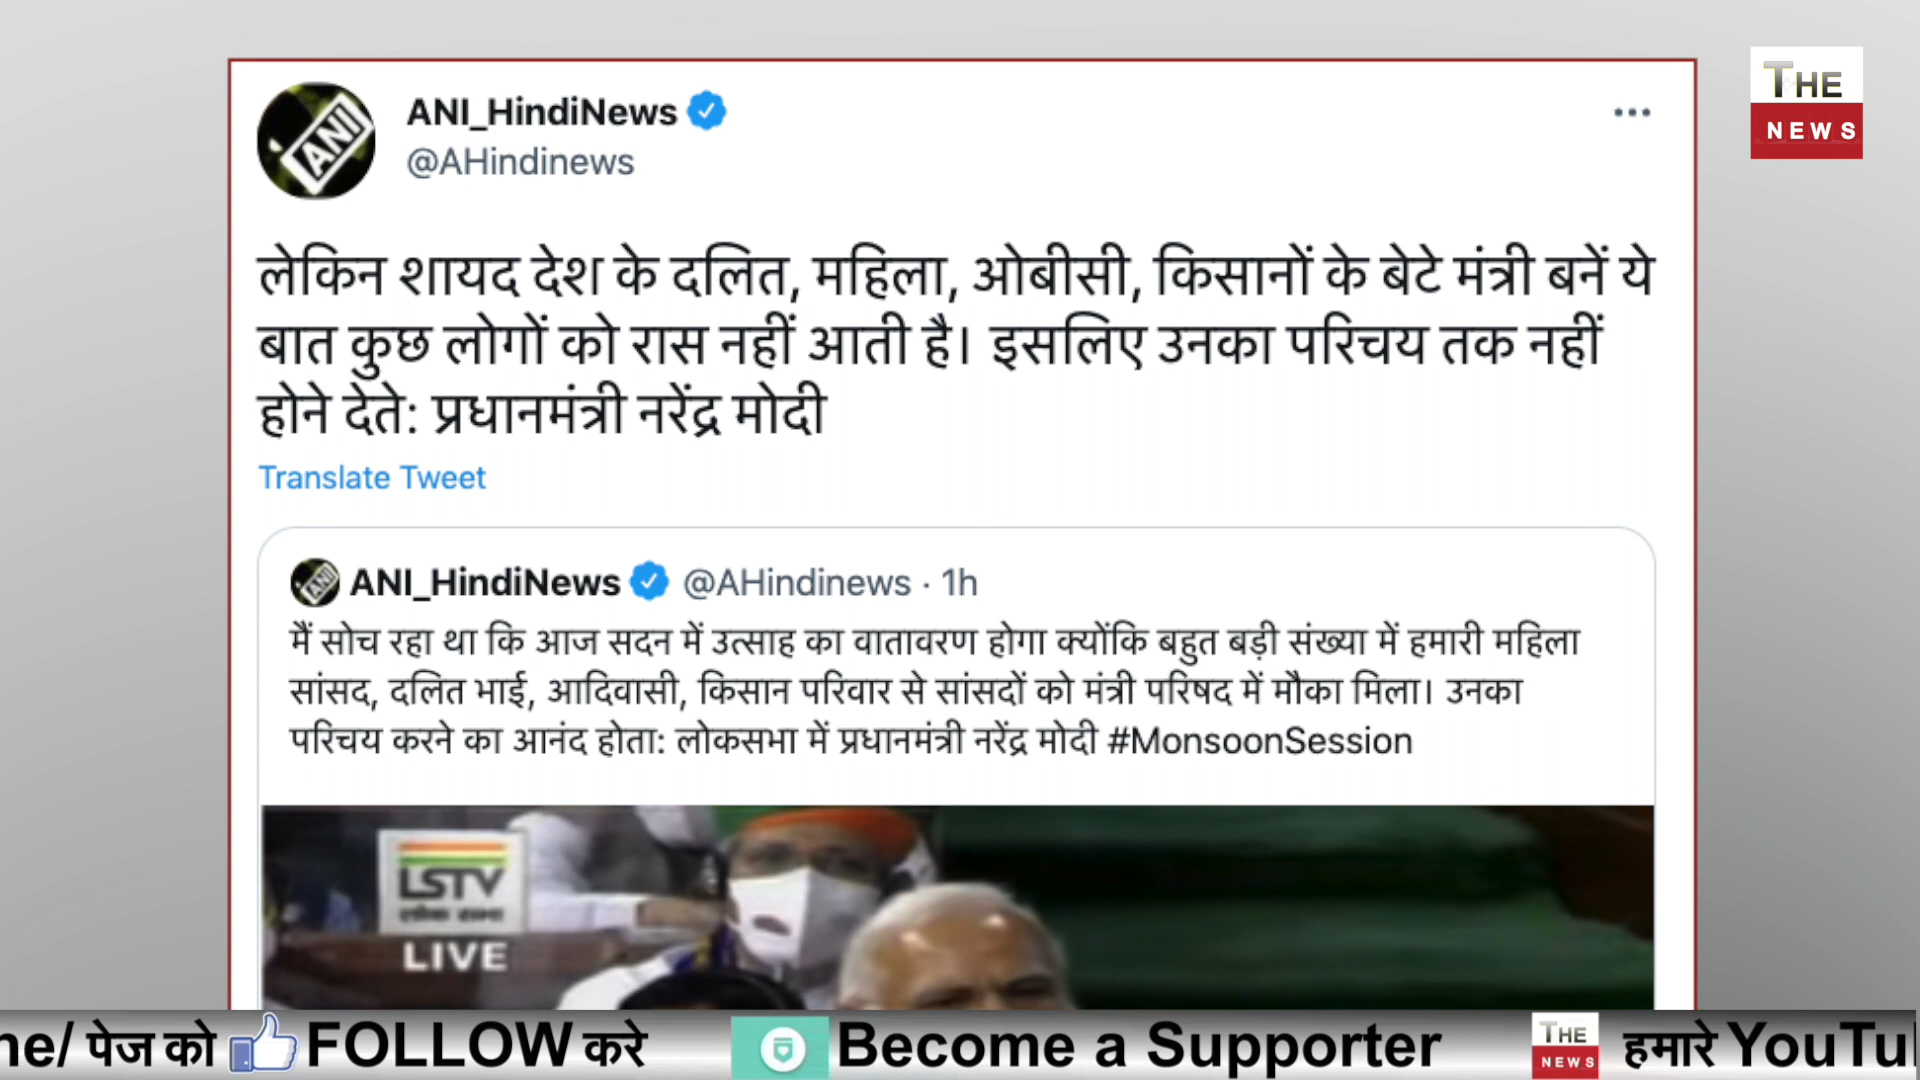 THE
NEWS
ANI
ANI_HindiNews
@AHindinews
लेकिन शायद देश के दलित, महिला, ओबीसी, किसानों के बेटे मंत्री बनें ये
बात कुछ लोगों को रास नहीं आती है। इसलिए उनका परिचय तक नहीं
होने देते: प्रधानमंत्री नरेंद्र मोदी
Translate Tweet
ANI
ANI_HindiNews @AHindinews · 1h
मैं सोच रहा था कि आज सदन में उत्साह का वातावरण होगा क्योंकि बहुत बड़ी संख्या में हमारी महिला
सांसद, दलित भाई, आदिवासी, किसान परिवार से सांसदों को मंत्री परिषद में मौका मिला। उनका
परिचय करने का आनंद होता: लोकसभा में प्रधानमंत्री नरेंद्र मोदी #MonsoonSession
LSTV
लोक सभा
LIVE
ne/ पेज को FOLLOW करे Become a Supporter THE NEWS हमारे YouTu